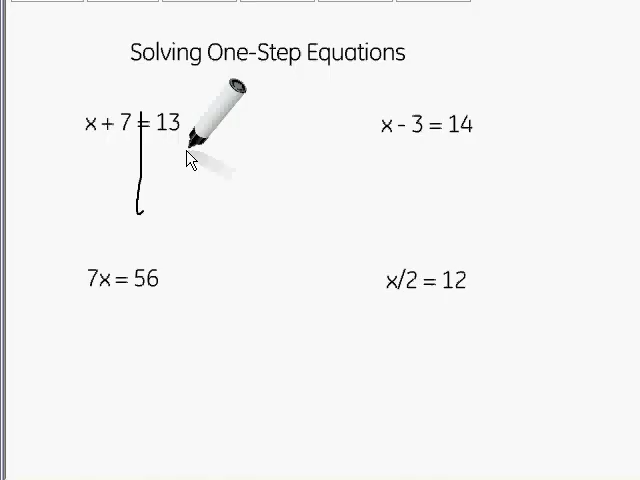 Solving One-Step Equations
x + 7 = 13
x - 3 = 14
7x = 56
x/2 = 12